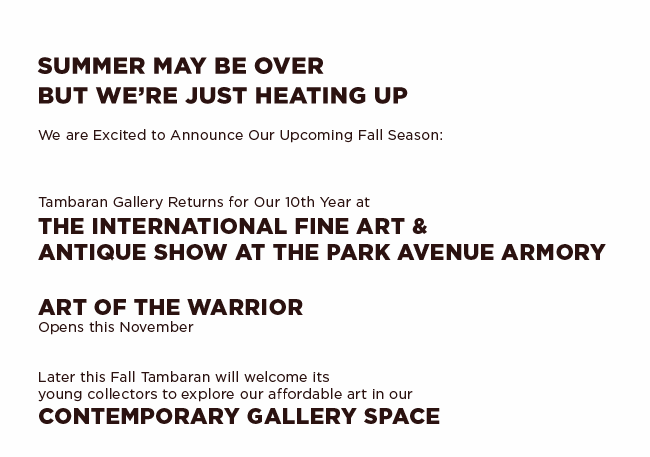 SUMMER MAY BE OVER
BUT WE’RE JUST HEATING UP
We are Excited to Announce Our Upcoming Fall Season:
Tambaran Gallery Returns for Our 10th Year at
THE INTERNATIONAL FINE ART &
ANTIQUE SHOW AT THE PARK AVENUE ARMORY
ART OF THE WARRIOR
Opens this November
Later this Fall Tambaran will welcome its
young collectors to explore our affordable art in our
CONTEMPORARY GALLERY SPACE